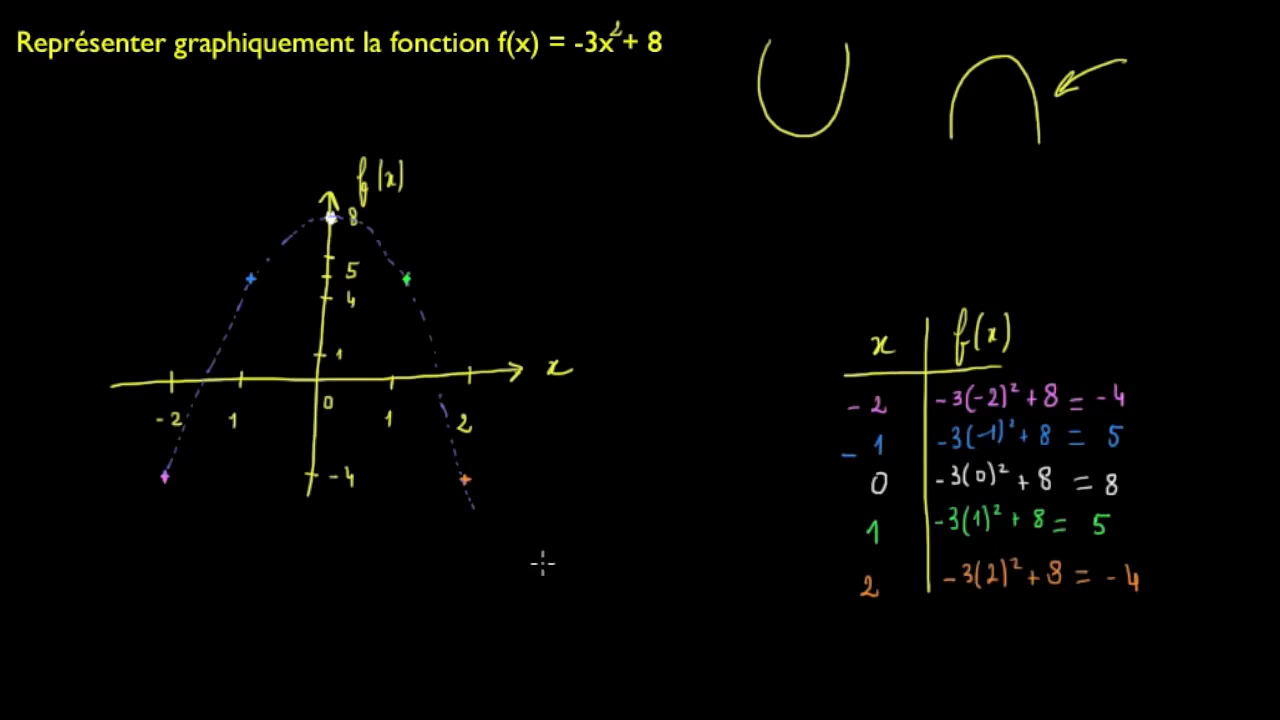 Représenter graphiquement la fonction f(x) = -3x² + 8
f(x)
8
5
4
1
x
-2 1 0 1 2
-4
x f(x)
-2 -3(-2)² + 8 = -4
-1 -3(-1)² + 8 = 5
0 -3(0)² + 8 = 8
1 -3(1)² + 8 = 5
2 -3(2)² + 8 = -4